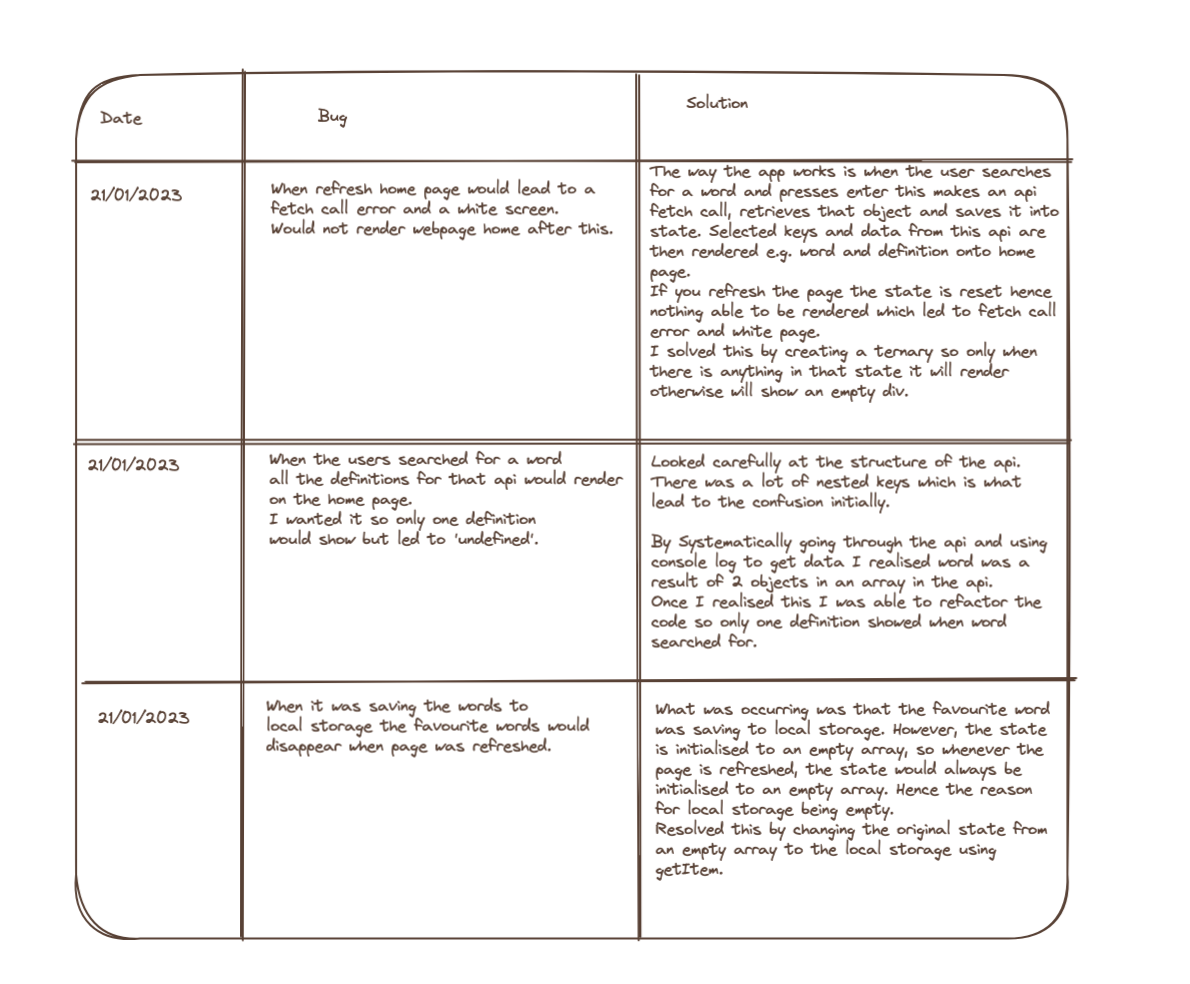 Date
Bug
Solution
21/01/2023
When refresh home page would lead to a
fetch call error and a white screen.
Would not render webpage home after this.
The way the app works is when the user searches
for a word and presses enter this makes an api
fetch call, retrieves that object and saves it into
state. Selected keys and data from this api are
then rendered e.g. word and definition onto home
page.
If you refresh the page the state is reset hence
nothing able to be rendered which led to fetch call
error and white page.
I solved this by creating a ternary so only when
there is anything in that state it will render
otherwise will show an empty div.
21/01/2023
When the users searched for a word
all the definitions for that api would render
on the home page.
I wanted it so only one definition
would show but led to 'undefined'.
Looked carefully at the structure of the api.
There was a lot of nested keys which is what
lead to the confusion initially.
By Systematically going through the api and using
console log to get data I realised word was a
result of 2 objects in an array in the api.
Once I realised this I was able to refactor the
code so only one definition showed when word
searched for.
21/01/2023
When it was saving the words to
local storage the favourite words would
disappear when page was refreshed.
What was occurring was that the favourite word
was saving to local storage. However, the state
is initialised to an empty array, so whenever the
page is refreshed, the state would always be
initialised to an empty array. Hence the reason
for local storage being empty.
Resolved this by changing the original state from
an empty array to the local storage using
getItem.